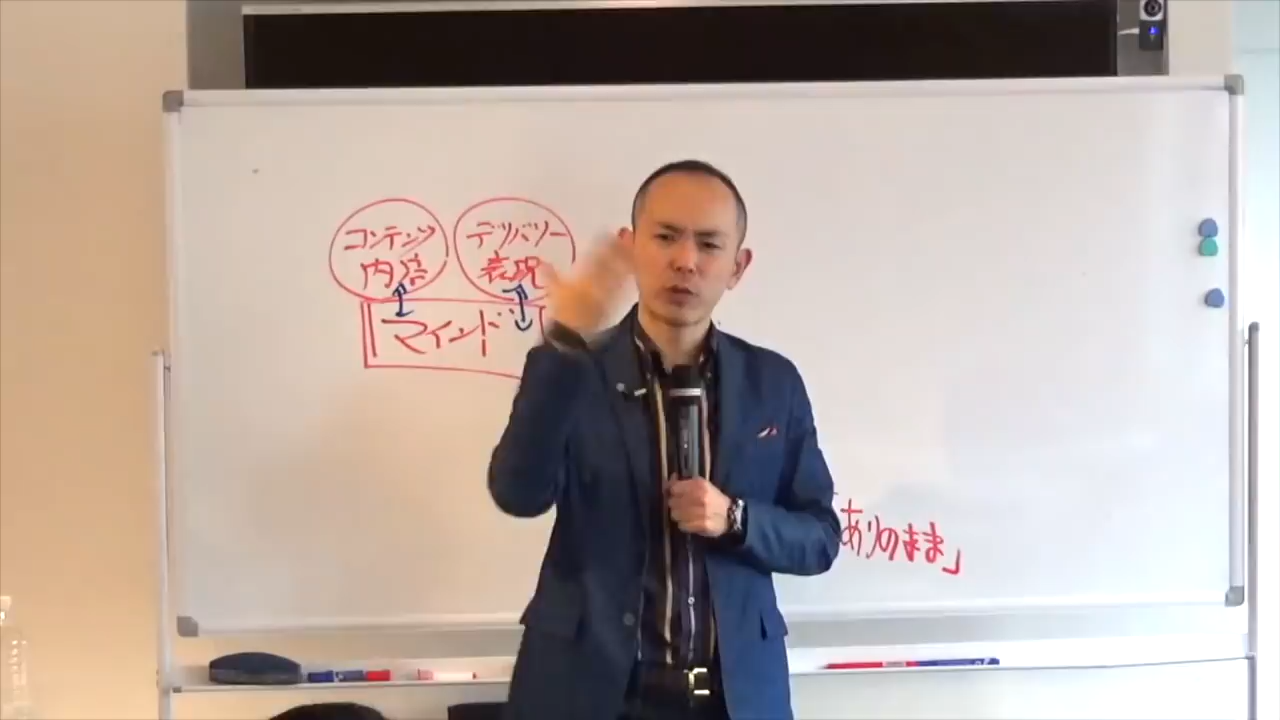 コンテンツ
内容
デリバリー
表現
マインド
ありのまま」